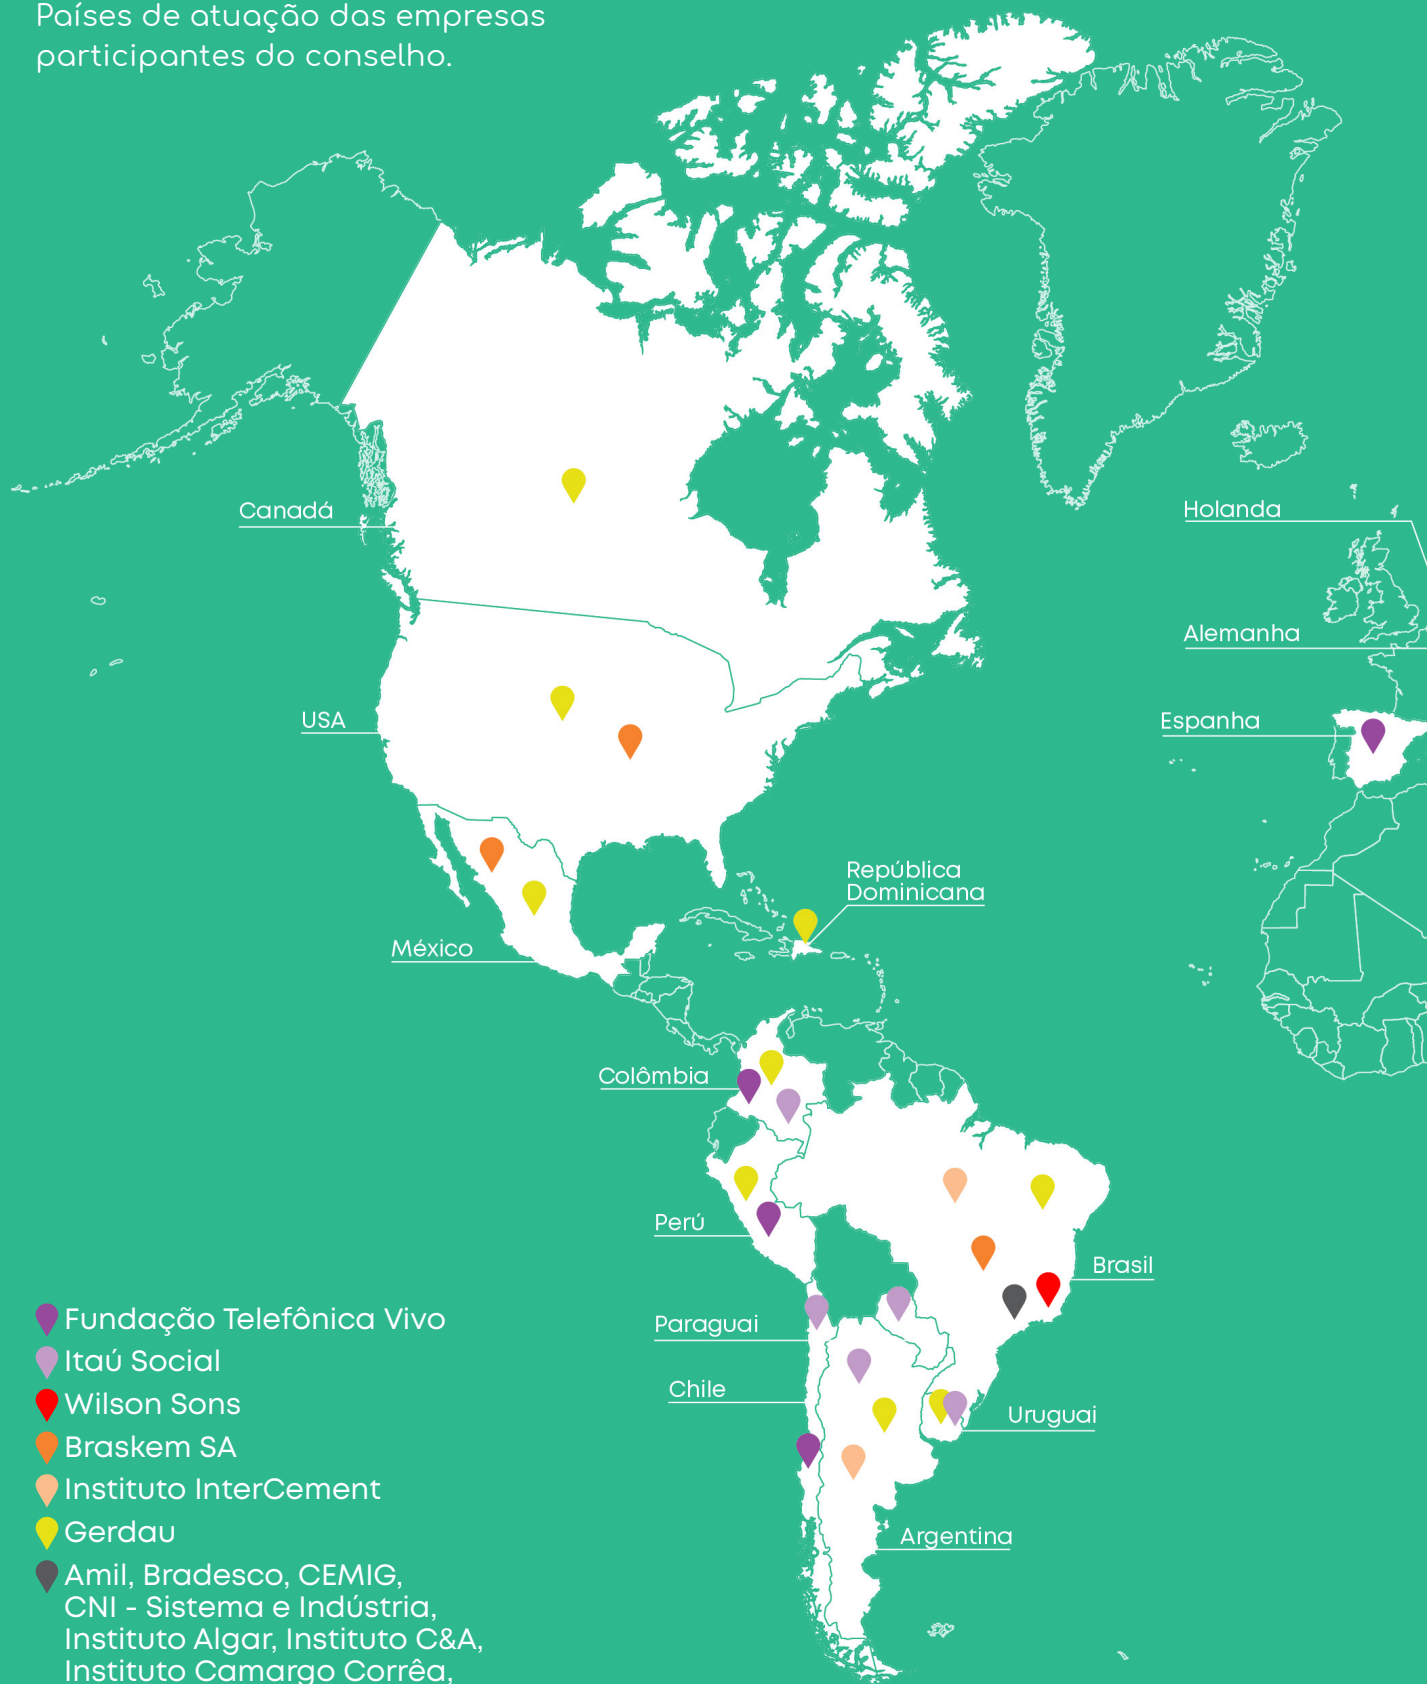 Países de atuação das empresas
participantes do conselho.
Canadá
Holanda
Alemanha
USA
Espanha
República
Dominicana
México
Colômbia
Perú
Brasil
Paraguai
Chile
Uruguai
Argentina
Fundação Telefônica Vivo
Itaú Social
Wilson Sons
Braskem SA
Instituto InterCement
Gerdau
Amil, Bradesco, CEMIG,
CNI - Sistema e Indústria,
Instituto Algar, Instituto C&A,
Instituto Camargo Corrêa,